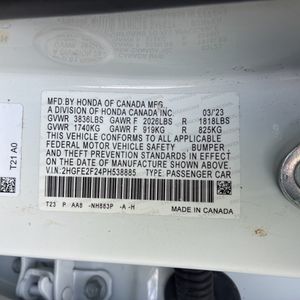 MFD.BY HONDA OF CANADA MFG.,
A DIVISION OF HONDA CANADA INC. 03/23
GVWR 3836LBS GAWR F 2026LBS R 1818LBS
GVWR 1740KG GAWR F 919KG R 825KG
THIS VEHICLE CONFORMS TO ALL APPLICABLE
FEDERAL MOTOR VEHICLE SAFETY, BUMPER,
AND THEFT PREVENTION STANDARDS IN EFFECT
ON THE DATE OF MANUFACTURE SHOWN ABOVE.
V.I.N:2HGFE2F24PH538885 TYPE: PASSENGER CAR
T23 P AA8 -NH883P -A -H
MADE IN CANADA
T21 A0